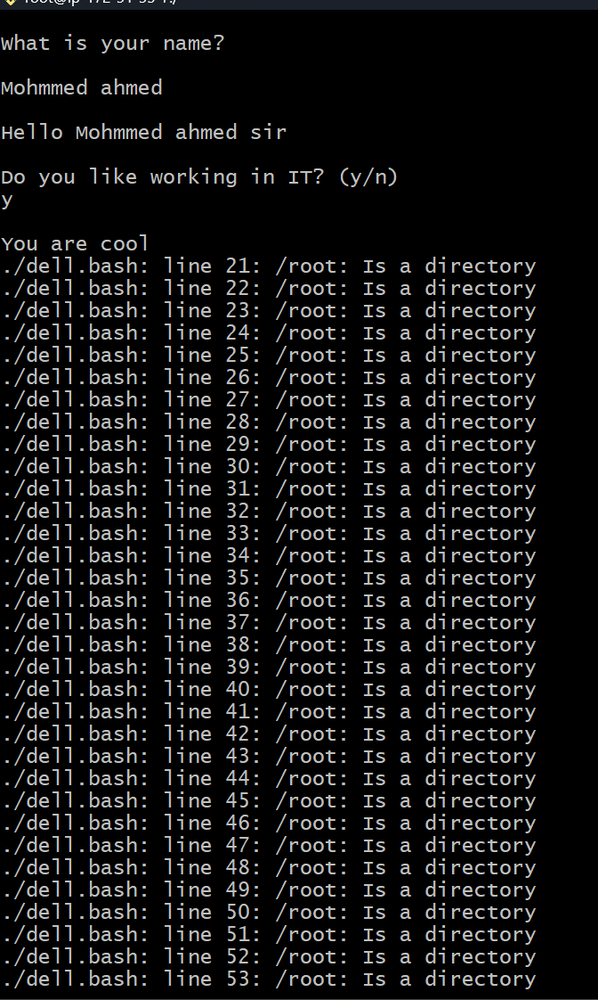 What is your name?
Mohmmed ahmed
Hello Mohmmed ahmed sir
Do you like working in IT? (y/n)
y
You are cool
./dell.bash: line 21: /root: Is a directory
./dell.bash: line 22: /root: Is a directory
./dell.bash: line 23: /root: Is a directory
./dell.bash: line 24: /root: Is a directory
./dell.bash: line 25: /root: Is a directory
./dell.bash: line 26: /root: Is a directory
./dell.bash: line 27: /root: Is a directory
./dell.bash: line 28: /root: Is a directory
./dell.bash: line 29: /root: Is a directory
./dell.bash: line 30: /root: Is a directory
./dell.bash: line 31: /root: Is a directory
./dell.bash: line 32: /root: Is a directory
./dell.bash: line 33: /root: Is a directory
./dell.bash: line 34: /root: Is a directory
./dell.bash: line 35: /root: Is a directory
./dell.bash: line 36: /root: Is a directory
./dell.bash: line 37: /root: Is a directory
./dell.bash: line 38: /root: Is a directory
./dell.bash: line 39: /root: Is a directory
./dell.bash: line 40: /root: Is a directory
./dell.bash: line 41: /root: Is a directory
./dell.bash: line 42: /root: Is a directory
./dell.bash: line 43: /root: Is a directory
./dell.bash: line 44: /root: Is a directory
./dell.bash: line 45: /root: Is a directory
./dell.bash: line 46: /root: Is a directory
./dell.bash: line 47: /root: Is a directory
./dell.bash: line 48: /root: Is a directory
./dell.bash: line 49: /root: Is a directory
./dell.bash: line 50: /root: Is a directory
./dell.bash: line 51: /root: Is a directory
./dell.bash: line 52: /root: Is a directory
./dell.bash: line 53: /root: Is a directory